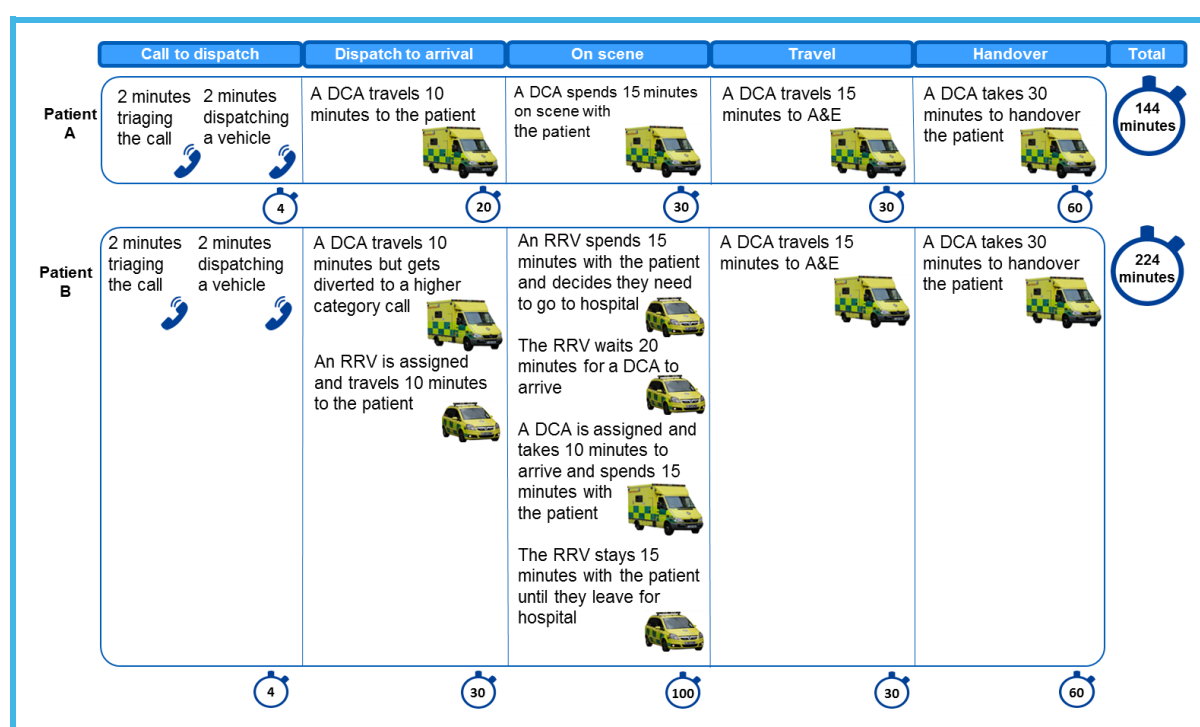 Call to dispatch
Dispatch to arrival
On scene
Travel
Handover
Total
Patient
A
2 minutes
triaging
the call
2 minutes
dispatching
a vehicle
A DCA travels 10
minutes to the patient
A DCA spends 15 minutes
on scene with
the patient
A DCA travels 15
minutes to A&E
A DCA takes 30
minutes to handover
the patient
144
minutes
4
20
30
30
60
Patient
B
2 minutes
triaging
the call
2 minutes
dispatching
a vehicle
A DCA travels 10
minutes but gets
diverted to a higher
category call
An RRV is assigned
and travels 10 minutes
to the patient
An RRV spends 15
minutes with the patient
and decides they need
to go to hospital
The RRV waits 20
minutes for a DCA to
arrive
A DCA is assigned and
takes 10 minutes to
arrive and spends 15
minutes with
the patient
The RRV stays 15
minutes with the patient
until they leave for
hospital
A DCA travels 15
minutes to A&E
A DCA takes 30
minutes to handover
the patient
224
minutes
4
30
100
30
60